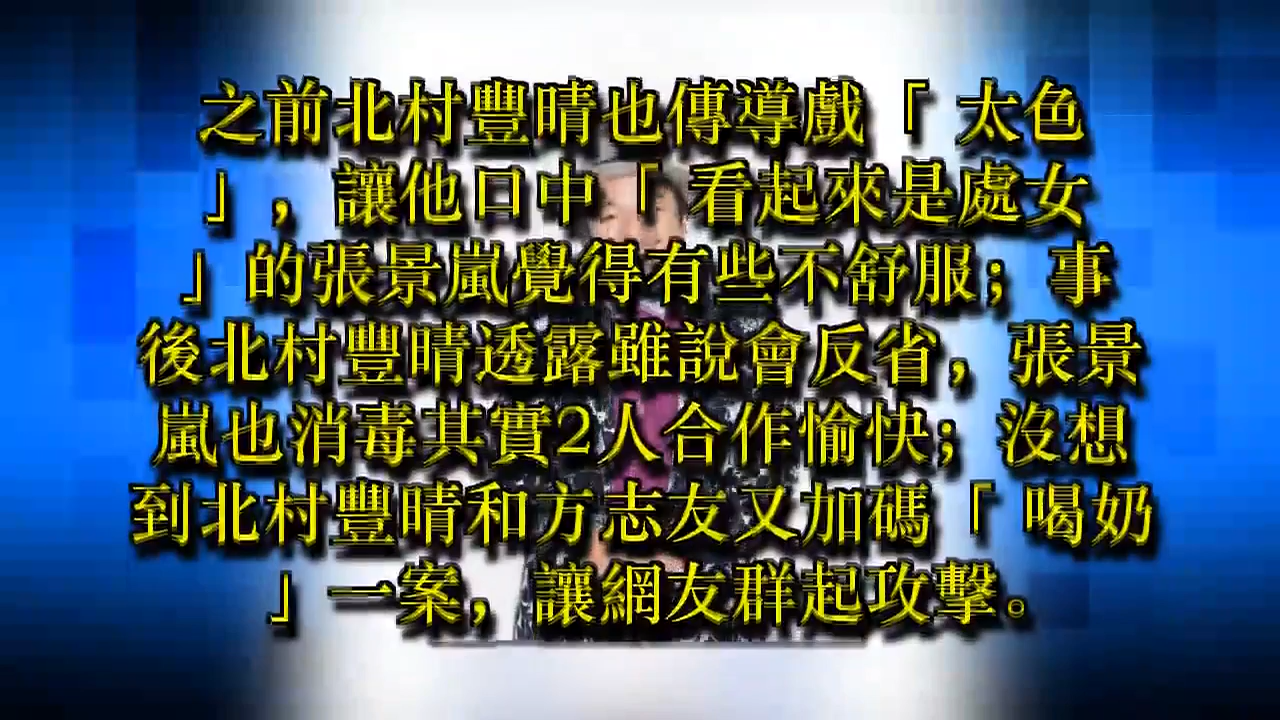 之前北村豐晴也傳導戲「 太色
」，讓他口中「 看起來是處女
」的張景嵐覺得有些不舒服；事
後北村豐晴透露雖說會反省，張景
嵐也消毒其實2人合作愉快；沒想
到北村豐晴和方志友又加碼「 喝奶
」一案，讓網友群起攻擊。